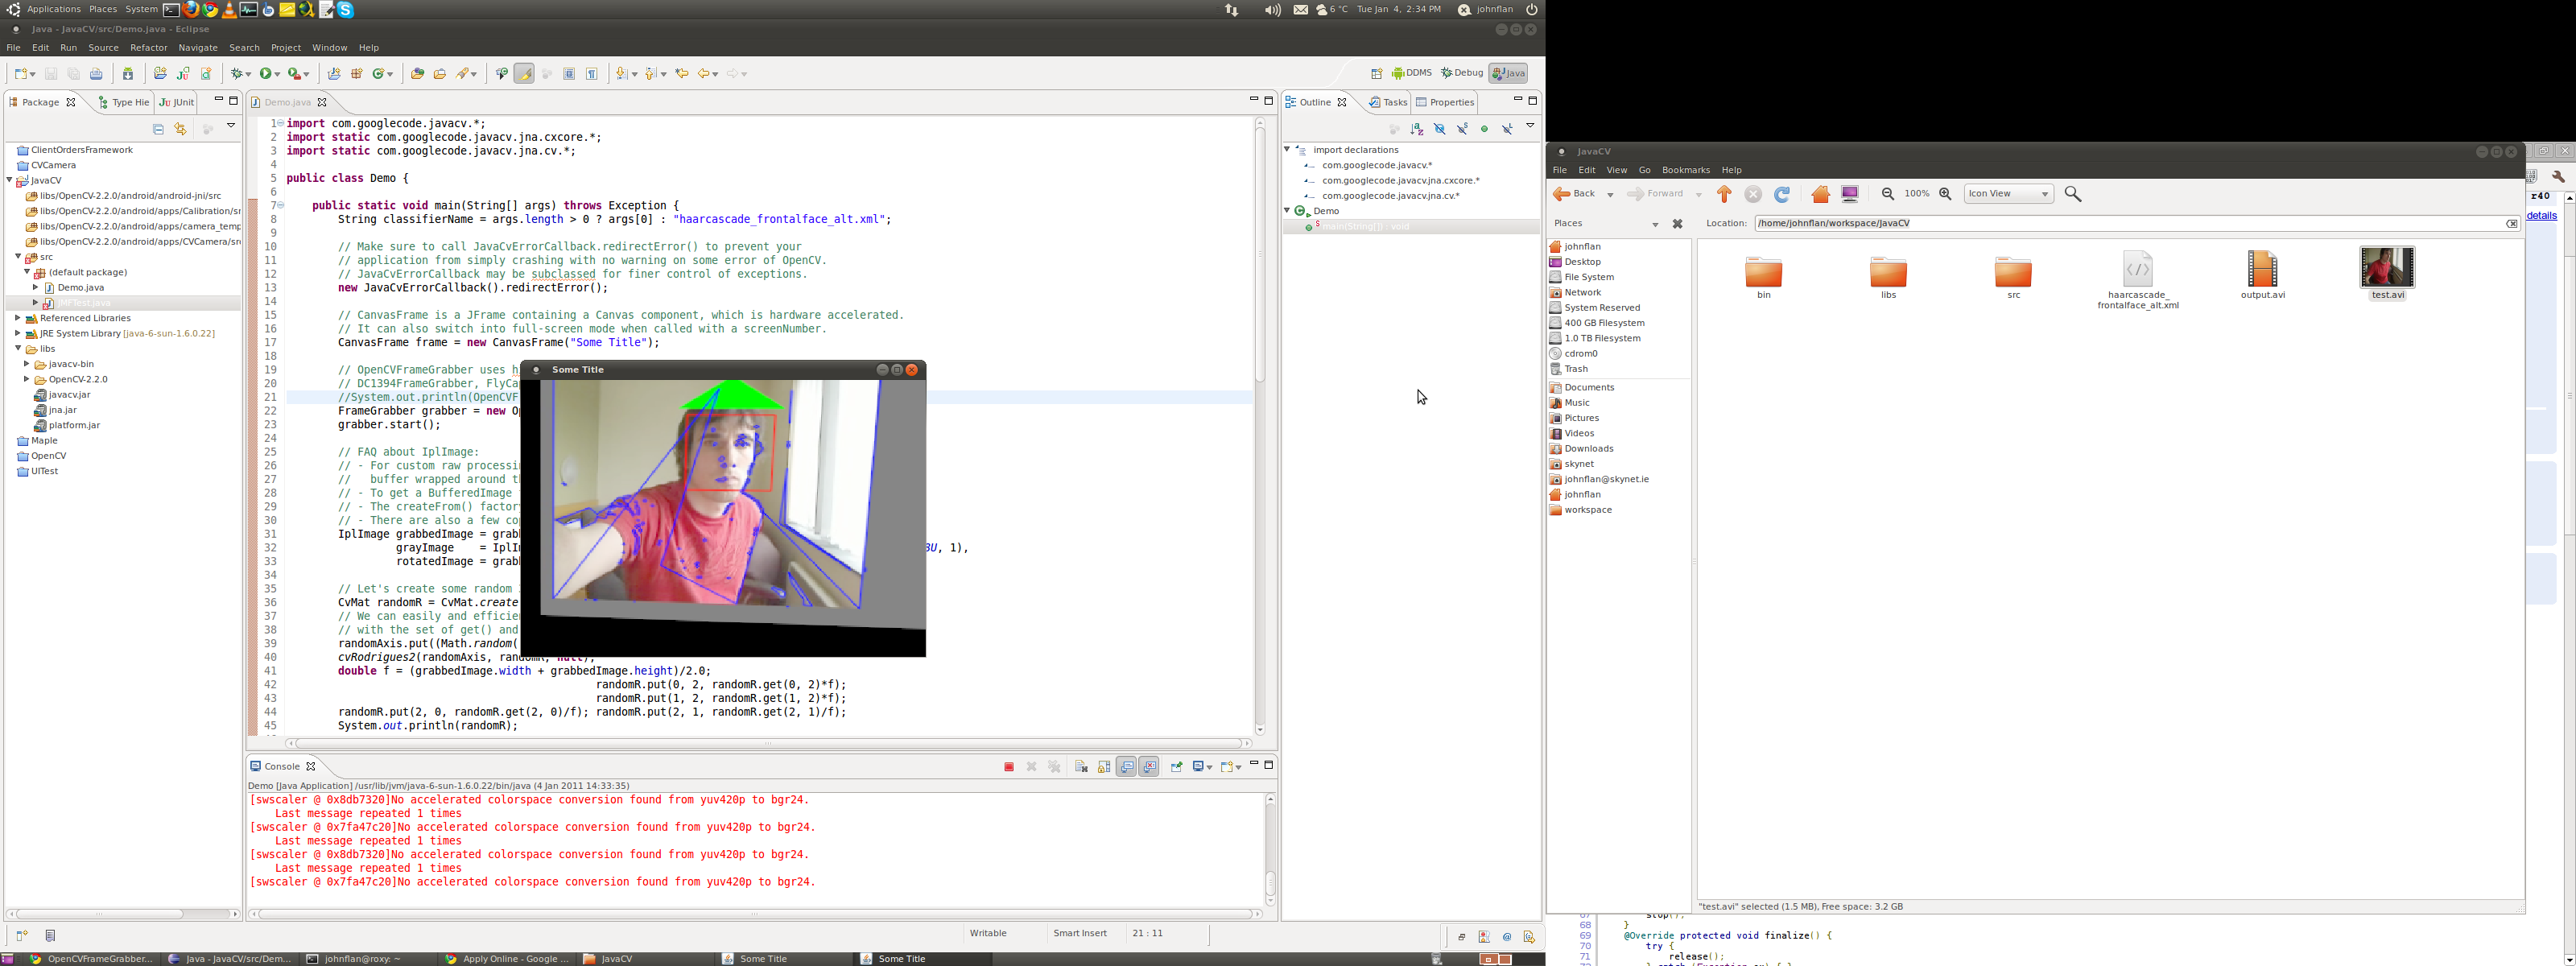 Applications Places System
6 °C Tue Jan 4, 2:34 PM johnflan
Java - JavaCV/src/Demo.java - Eclipse
File Edit Run Source Refactor Navigate Search Project Window Help
DDMS Debug Java
Package Type Hie JUnit
ClientOrdersFramework
CVCamera
JavaCV
libs/OpenCV-2.2.0/android/android-jni/src
libs/OpenCV-2.2.0/android/apps/Calibration/sr
libs/OpenCV-2.2.0/android/apps/camera_temp
libs/OpenCV-2.2.0/android/apps/CVCamera/sr
src
(default package)
Demo.java
JMFTest.java
Referenced Libraries
JRE System Library [java-6-sun-1.6.0.22]
libs
javacv-bin
OpenCV-2.2.0
javacv.jar
jna.jar
platform.jar
Maple
OpenCV
UITest
Demo.java
1 import com.googlecode.javacv.*;
2 import static com.googlecode.javacv.jna.cxcore.*;
3 import static com.googlecode.javacv.jna.cv.*;
4
5 public class Demo {
6
7 public static void main(String[] args) throws Exception {
8 String classifierName = args.length > 0 ? args[0] : "haarcascade_frontalface_alt.xml";
9
10 // Make sure to call JavaCvErrorCallback.redirectError() to prevent your
11 // application from simply crashing with no warning on some error of OpenCV.
12 // JavaCvErrorCallback may be subclassed for finer control of exceptions.
13 new JavaCvErrorCallback().redirectError();
14
15 // CanvasFrame is a JFrame containing a Canvas component, which is hardware accelerated.
16 // It can also switch into full-screen mode when called with a screenNumber.
17 CanvasFrame frame = new CanvasFrame("Some Title");
18
19 // OpenCVFrameGrabber uses h
20 // DC1394FrameGrabber, FlyCa
21 //System.out.println(OpenCVF
22 FrameGrabber grabber = new Op
23 grabber.start();
24
25 // FAQ about IplImage:
26 // - For custom raw processin
27 // buffer wrapped around th
28 // - To get a BufferedImage
29 // - The createFrom() factory
30 // - There are also a few cop
31 IplImage grabbedImage = grabb
32 grayImage = IplIm 8U, 1),
33 rotatedImage = grabb
34
35 // Let's create some random
36 CvMat randomR = CvMat.create
37 // We can easily and efficien
38 // with the set of get() and
39 randomAxis.put((Math.random(
40 cvRodrigues2(randomAxis, randomR, null);
41 double f = (grabbedImage.width + grabbedImage.height)/2.0;
42 randomR.put(0, 2, randomR.get(0, 2)*f);
43 randomR.put(1, 2, randomR.get(1, 2)*f);
44 randomR.put(2, 0, randomR.get(2, 0)/f); randomR.put(2, 1, randomR.get(2, 1)/f);
45 System.out.println(randomR);
Some Title
Console
Demo [Java Application] /usr/lib/jvm/java-6-sun-1.6.0.22/bin/java (4 Jan 2011 14:33:35)
[swscaler @ 0x8db7320]No accelerated colorspace conversion found from yuv420p to bgr24.
Last message repeated 1 times
[swscaler @ 0x7fa47c20]No accelerated colorspace conversion found from yuv420p to bgr24.
Last message repeated 1 times
[swscaler @ 0x8db7320]No accelerated colorspace conversion found from yuv420p to bgr24.
Last message repeated 1 times
[swscaler @ 0x7fa47c20]No accelerated colorspace conversion found from yuv420p to bgr24.
Writable Smart Insert 21 : 11
Outline Tasks Properties
import declarations
com.googlecode.javacv.*
com.googlecode.javacv.jna.cxcore.*
com.googlecode.javacv.jna.cv.*
Demo
main(String[]) : void
JavaCV
File Edit View Go Bookmarks Help
Back Forward 100% Icon View
Places Location: /home/johnflan/workspace/JavaCV
johnflan
Desktop
File System
Network
System Reserved
400 GB Filesystem
1.0 TB Filesystem
cdrom0
Trash
Documents
Music
Pictures
Videos
Downloads
skynet
johnflan@skynet.ie
johnflan
workspace
bin
libs
src
haarcascade_
frontalface_alt.xml
output.avi
test.avi
"test.avi" selected (1.5 MB), Free space: 3.2 GB
r40
details
67 stop();
68 }
69 @Override protected void finalize() {
70 try {
71 release();
OpenCVFrameGrabber... Java - JavaCV/src/Dem... johnflan@roxy: ~ Apply Online - Google ... JavaCV Some Title Some Title